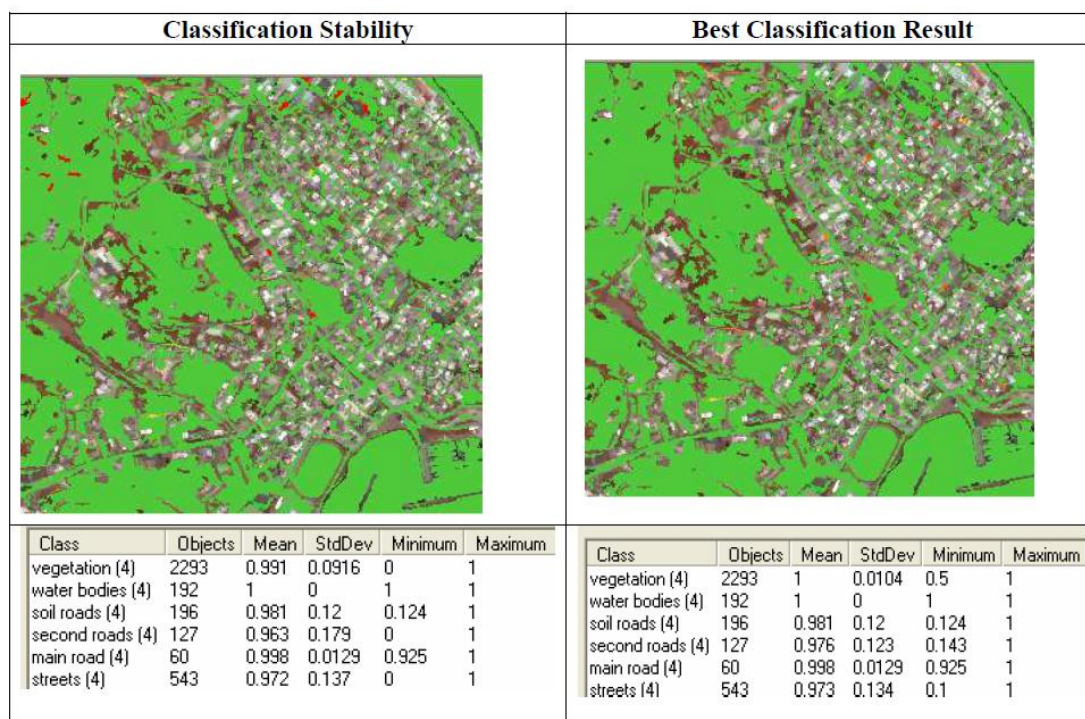 Classification Stability
Best Classification Result
Class Objects Mean StdDev Minimum Maximum
vegetation (4) 2293 0.991 0.0916 0 1
water bodies (4) 192 1 0 1 1
soil roads (4) 196 0.981 0.12 0.124 1
second roads (4) 127 0.963 0.179 0 1
main road (4) 60 0.998 0.0129 0.925 1
streets (4) 543 0.972 0.137 0 1
Class Objects Mean StdDev Minimum Maximum
vegetation (4) 2293 1 0.0104 0.5 1
water bodies (4) 192 1 0 1 1
soil roads (4) 196 0.981 0.12 0.124 1
second roads (4) 127 0.976 0.123 0.143 1
main road (4) 60 0.998 0.0129 0.925 1
streets (4) 543 0.973 0.134 0.1 1